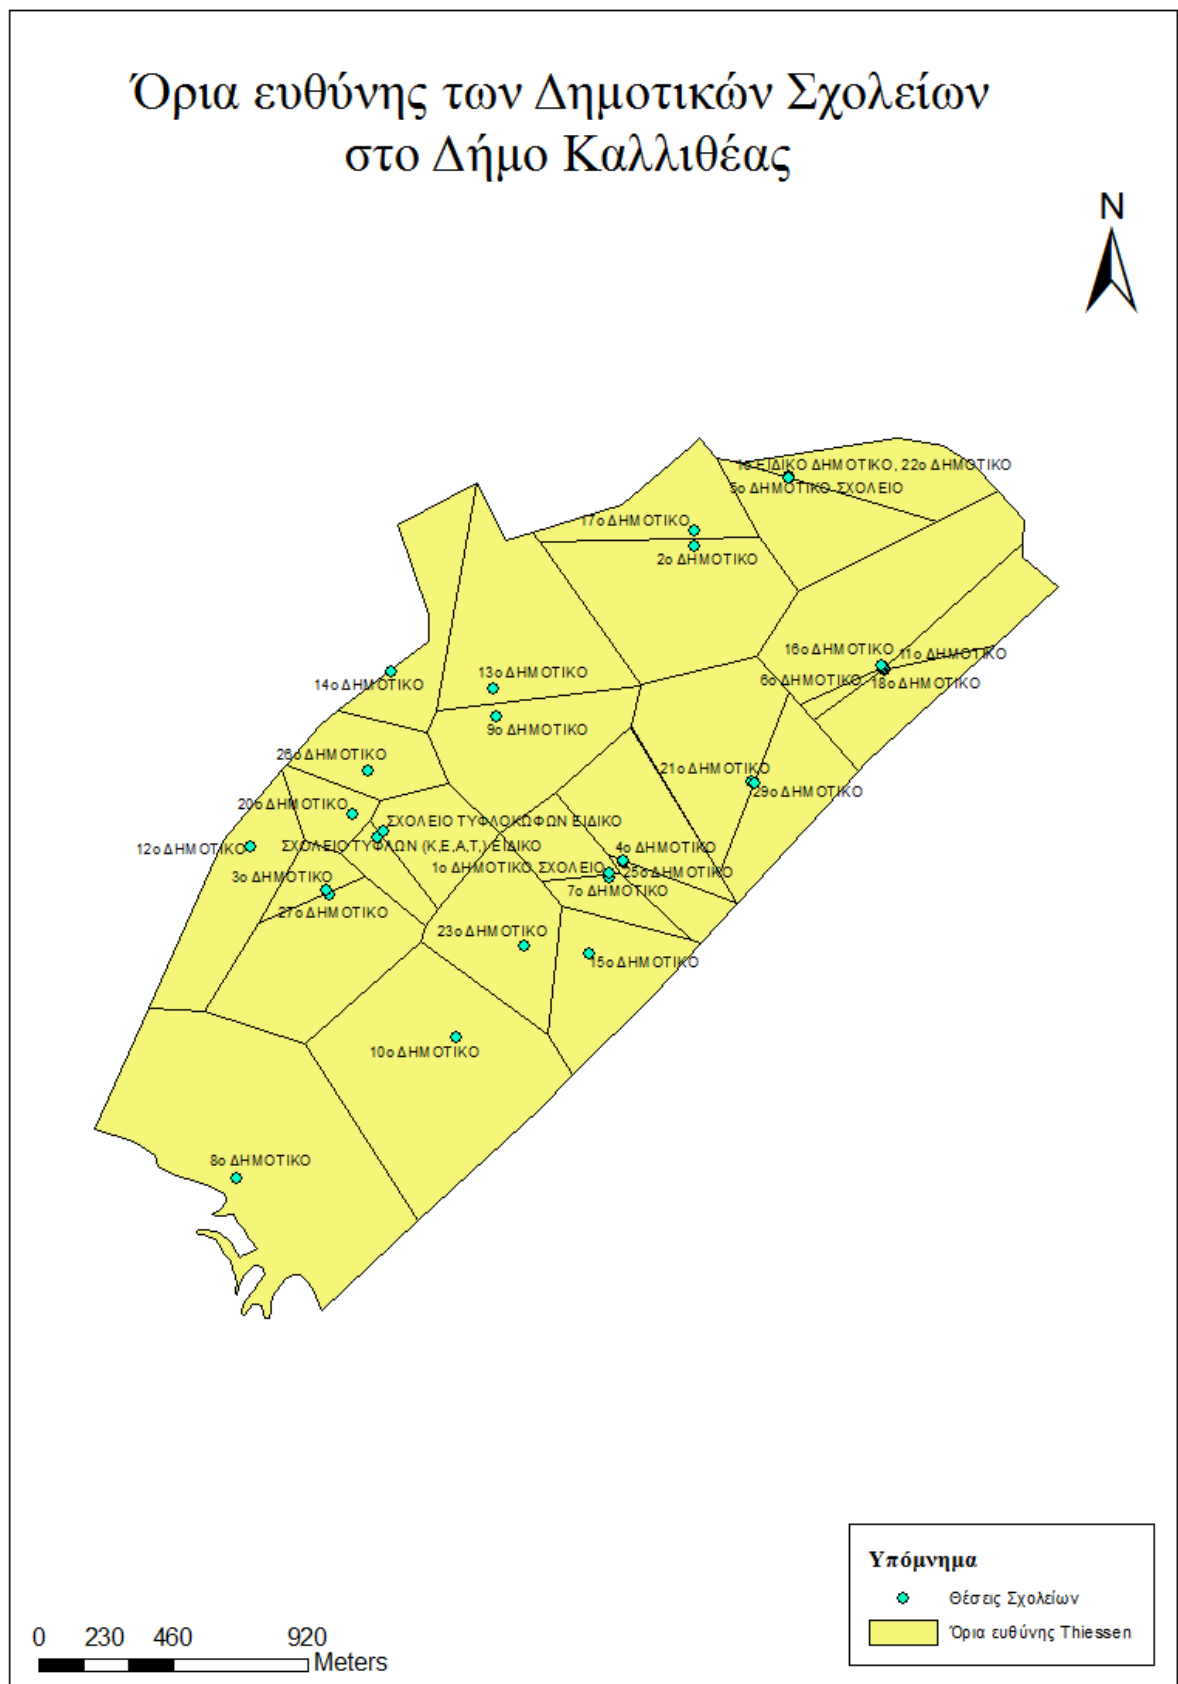 Όρια ευθύνης των Δημοτικών Σχολείων
στο Δήμο Καλλιθέας
N
1ο ΕΙΔΙΚΟ ΔΗΜΟΤΙΚΟ, 22ο ΔΗΜΟΤΙΚΟ
5ο ΔΗΜΟΤΙΚΟ ΣΧΟΛΕΙΟ
17ο ΔΗΜΟΤΙΚΟ
2ο ΔΗΜΟΤΙΚΟ
16ο ΔΗΜΟΤΙΚΟ
11ο ΔΗΜΟΤΙΚΟ
6ο ΔΗΜΟΤΙΚΟ
18ο ΔΗΜΟΤΙΚΟ
13ο ΔΗΜΟΤΙΚΟ
14ο ΔΗΜΟΤΙΚΟ
9ο ΔΗΜΟΤΙΚΟ
26ο ΔΗΜΟΤΙΚΟ
21ο ΔΗΜΟΤΙΚΟ
29ο ΔΗΜΟΤΙΚΟ
20ο ΔΗΜΟΤΙΚΟ
ΣΧΟΛΕΙΟ ΤΥΦΛΟΚΩΦΩΝ ΕΙΔΙΚΟ
12ο ΔΗΜΟΤΙΚΟ
ΣΧΟΛΕΙΟ ΤΥΦΛΩΝ (Κ,Ε,Α,Τ,) ΕΙΔΙΚΟ
4ο ΔΗΜΟΤΙΚΟ
1ο ΔΗΜΟΤΙΚΟ ΣΧΟΛΕΙΟ
25ο ΔΗΜΟΤΙΚΟ
3ο ΔΗΜΟΤΙΚΟ
7ο ΔΗΜΟΤΙΚΟ
27ο ΔΗΜΟΤΙΚΟ
23ο ΔΗΜΟΤΙΚΟ
15ο ΔΗΜΟΤΙΚΟ
10ο ΔΗΜΟΤΙΚΟ
8ο ΔΗΜΟΤΙΚΟ
Υπόμνημα
Θέσεις Σχολείων
Όρια ευθύνης Thiessen
0 230 460 920
Meters